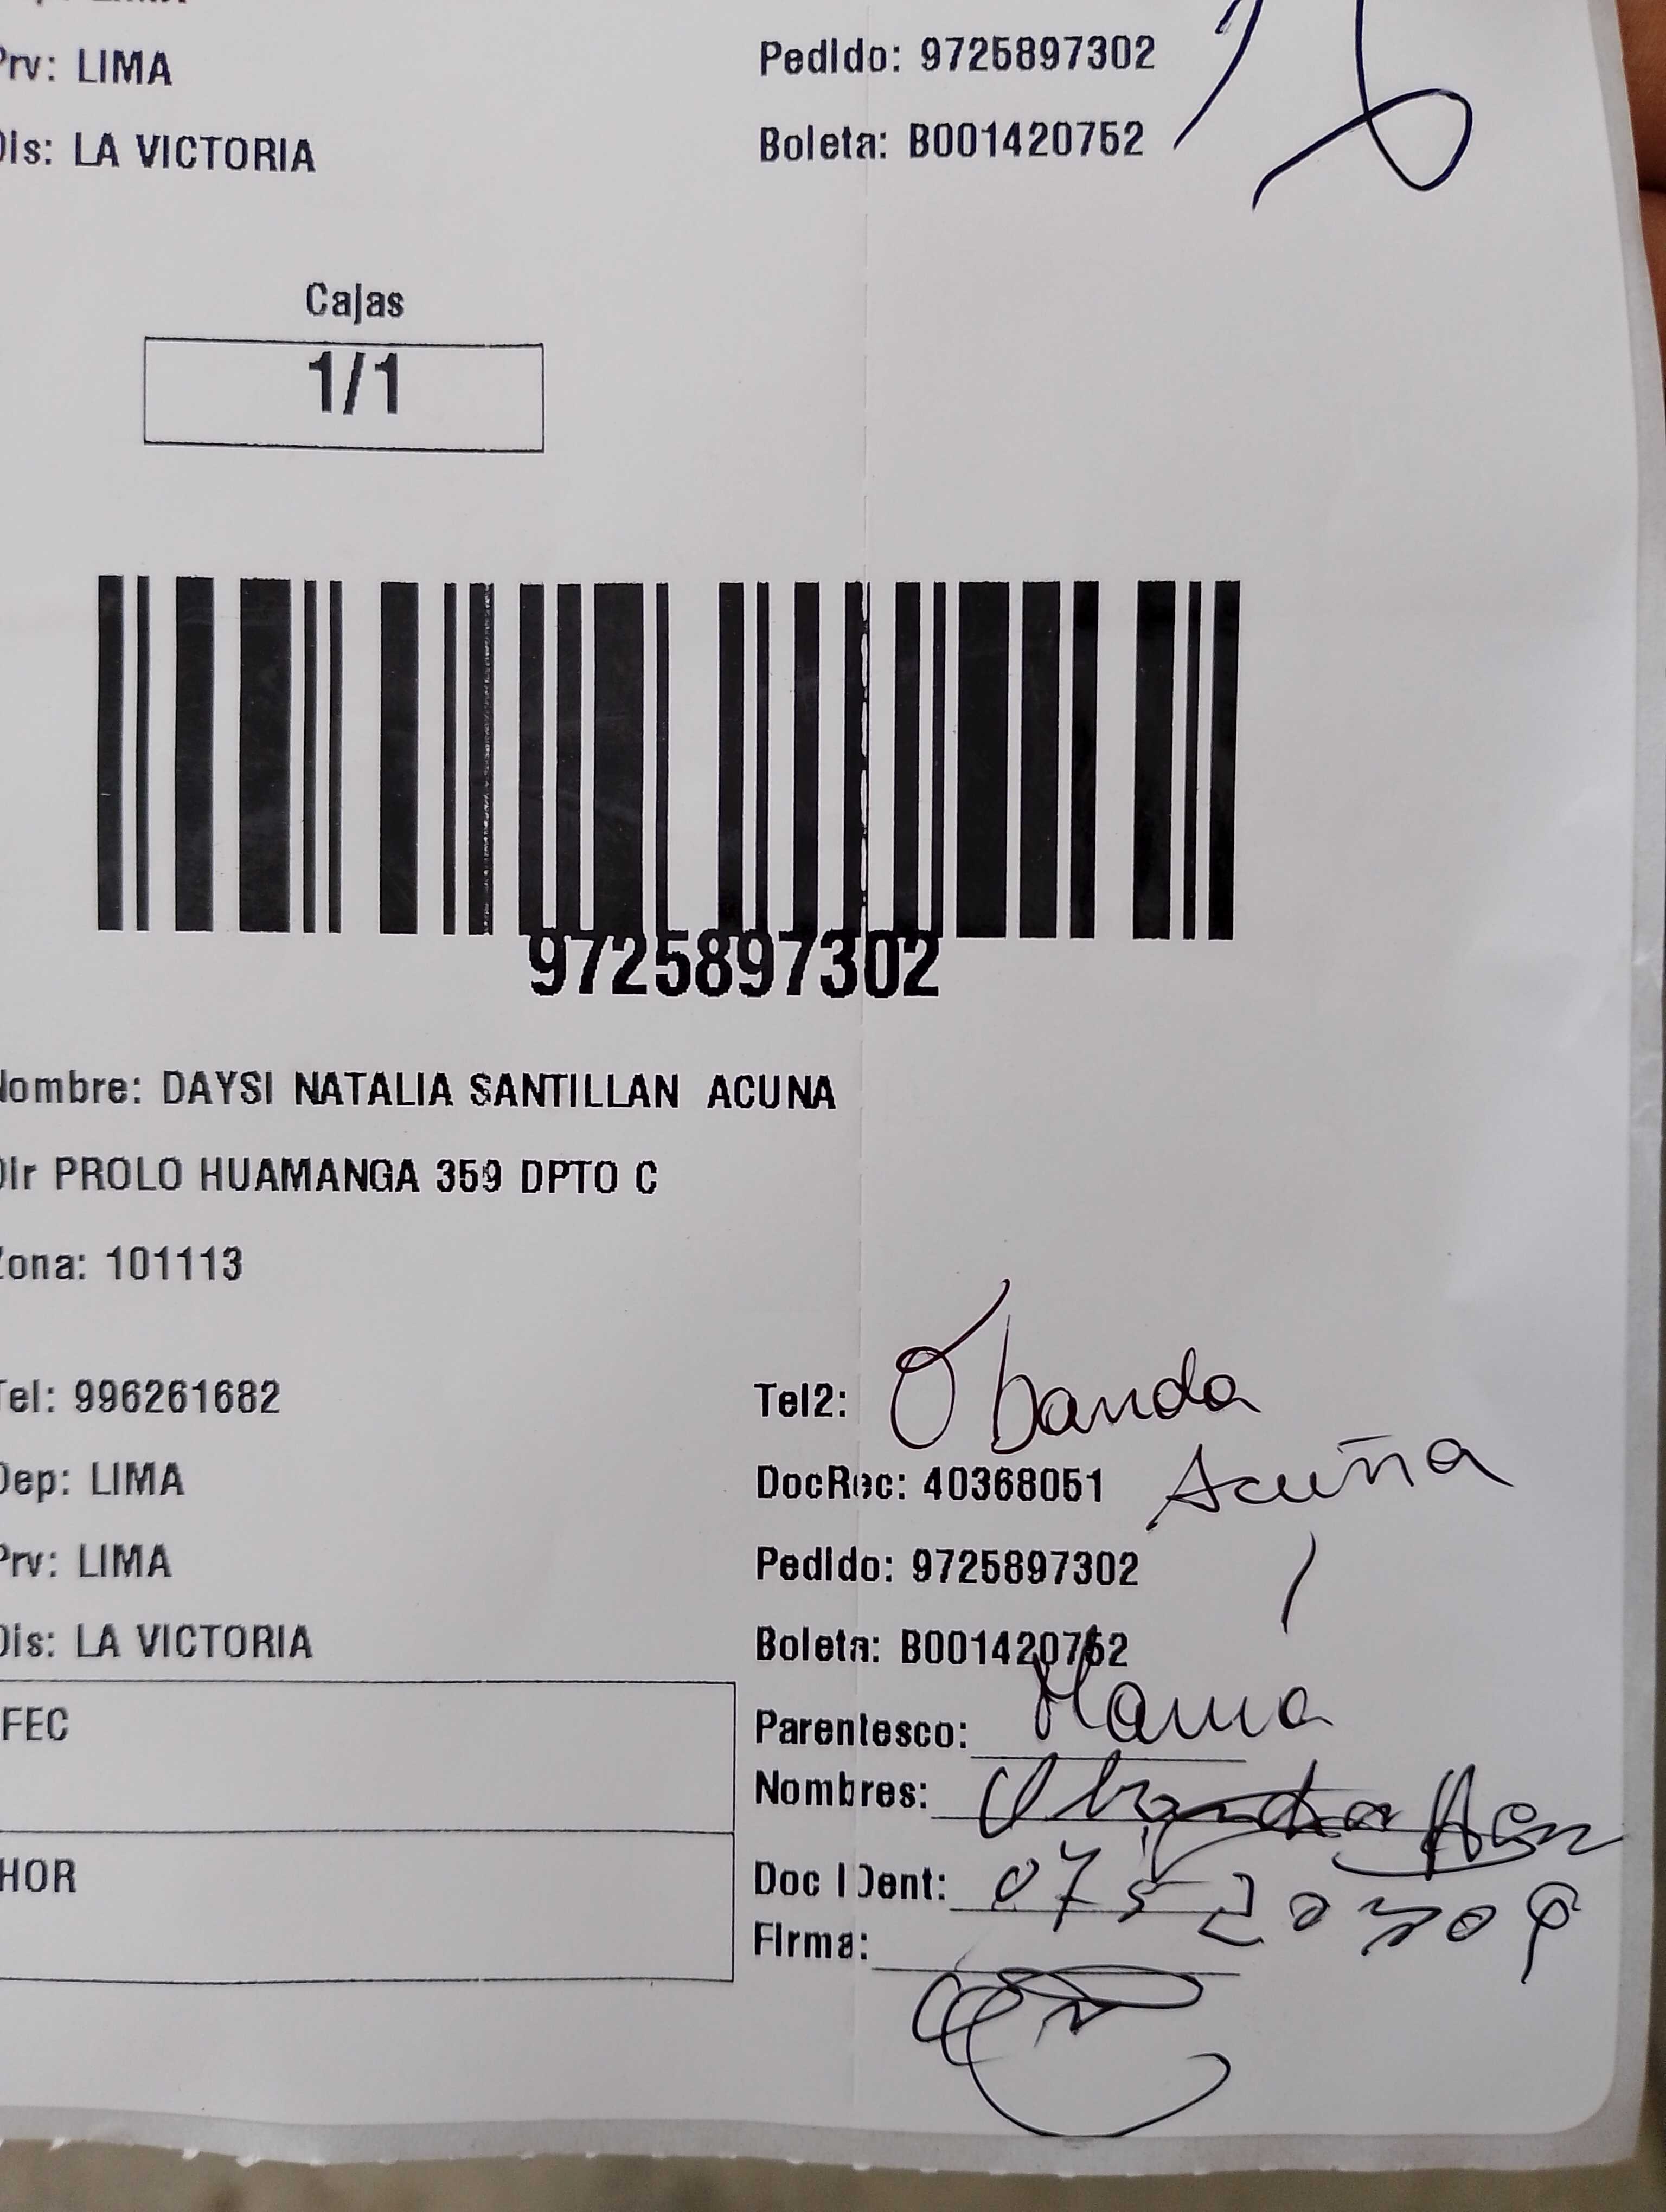 Prv: LIMA
Pedido: 9725897302
Dis: LA VICTORIA
Boleta: B001420752
Cajas
1/1
9725897302
Nombre: DAYSI NATALIA SANTILLAN ACUNA
Dir PROLO HUAMANGA 359 DPTO C
Zona: 101113
Tel: 996261682
Tel2: Obanda
Acuña
Dep: LIMA
DocRec: 40368051
Prv: LIMA
Pedido: 9725897302
Dis: LA VICTORIA
Boleta: B001420752
FEC
Parentesco: Mama
Nombres:
HOR
Doc IDent:
Firma: